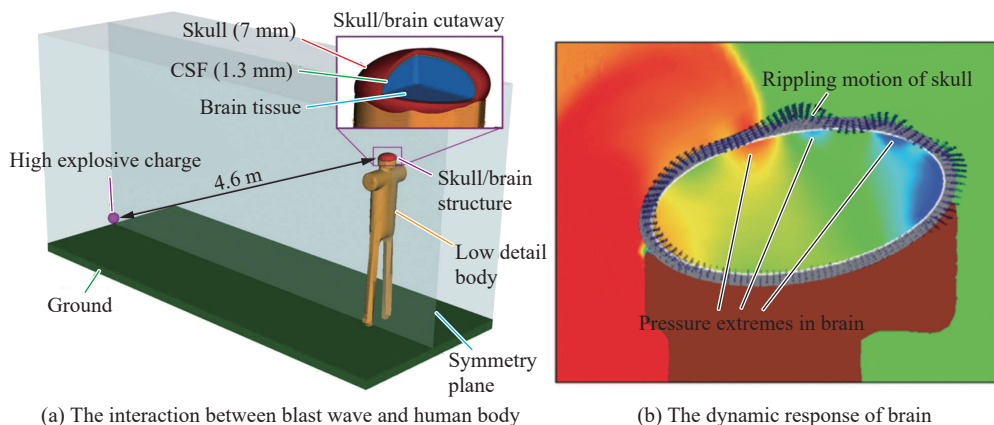 Skull/brain cutaway
Skull (7 mm)
CSF (1.3 mm)
Brain tissue
High explosive charge
4.6 m
Skull/brain
structure
Low detail
body
Ground
Symmetry
plane
(a) The interaction between blast wave and human body
Rippling motion of skull
Pressure extremes in brain
(b) The dynamic response of brain